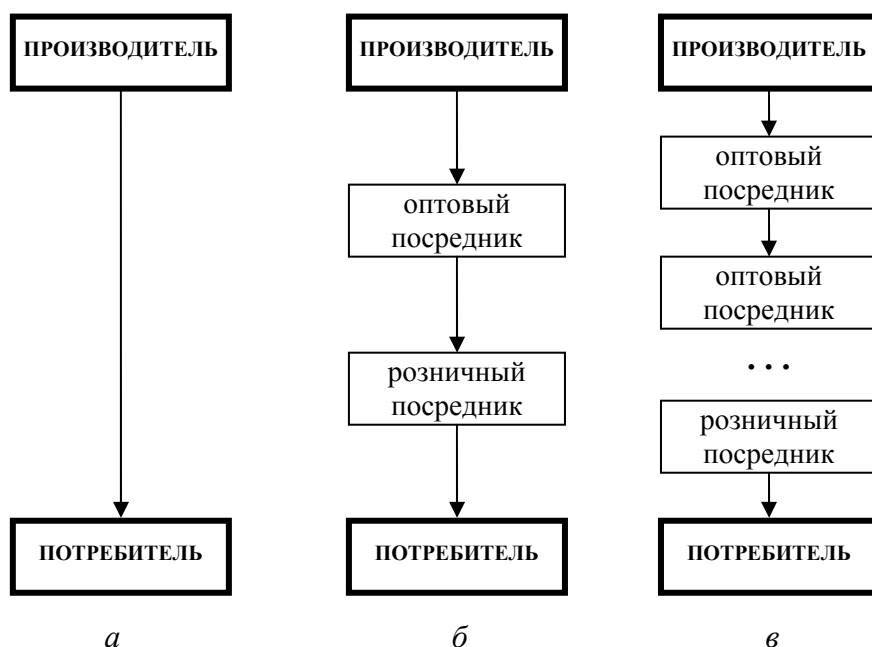 ПРОИЗВОДИТЕЛЬ
ПОТРЕБИТЕЛЬ
а
ПРОИЗВОДИТЕЛЬ
оптовый
посредник
розничный
посредник
ПОТРЕБИТЕЛЬ
б
ПРОИЗВОДИТЕЛЬ
оптовый
посредник
оптовый
посредник
...
розничный
посредник
ПОТРЕБИТЕЛЬ
в